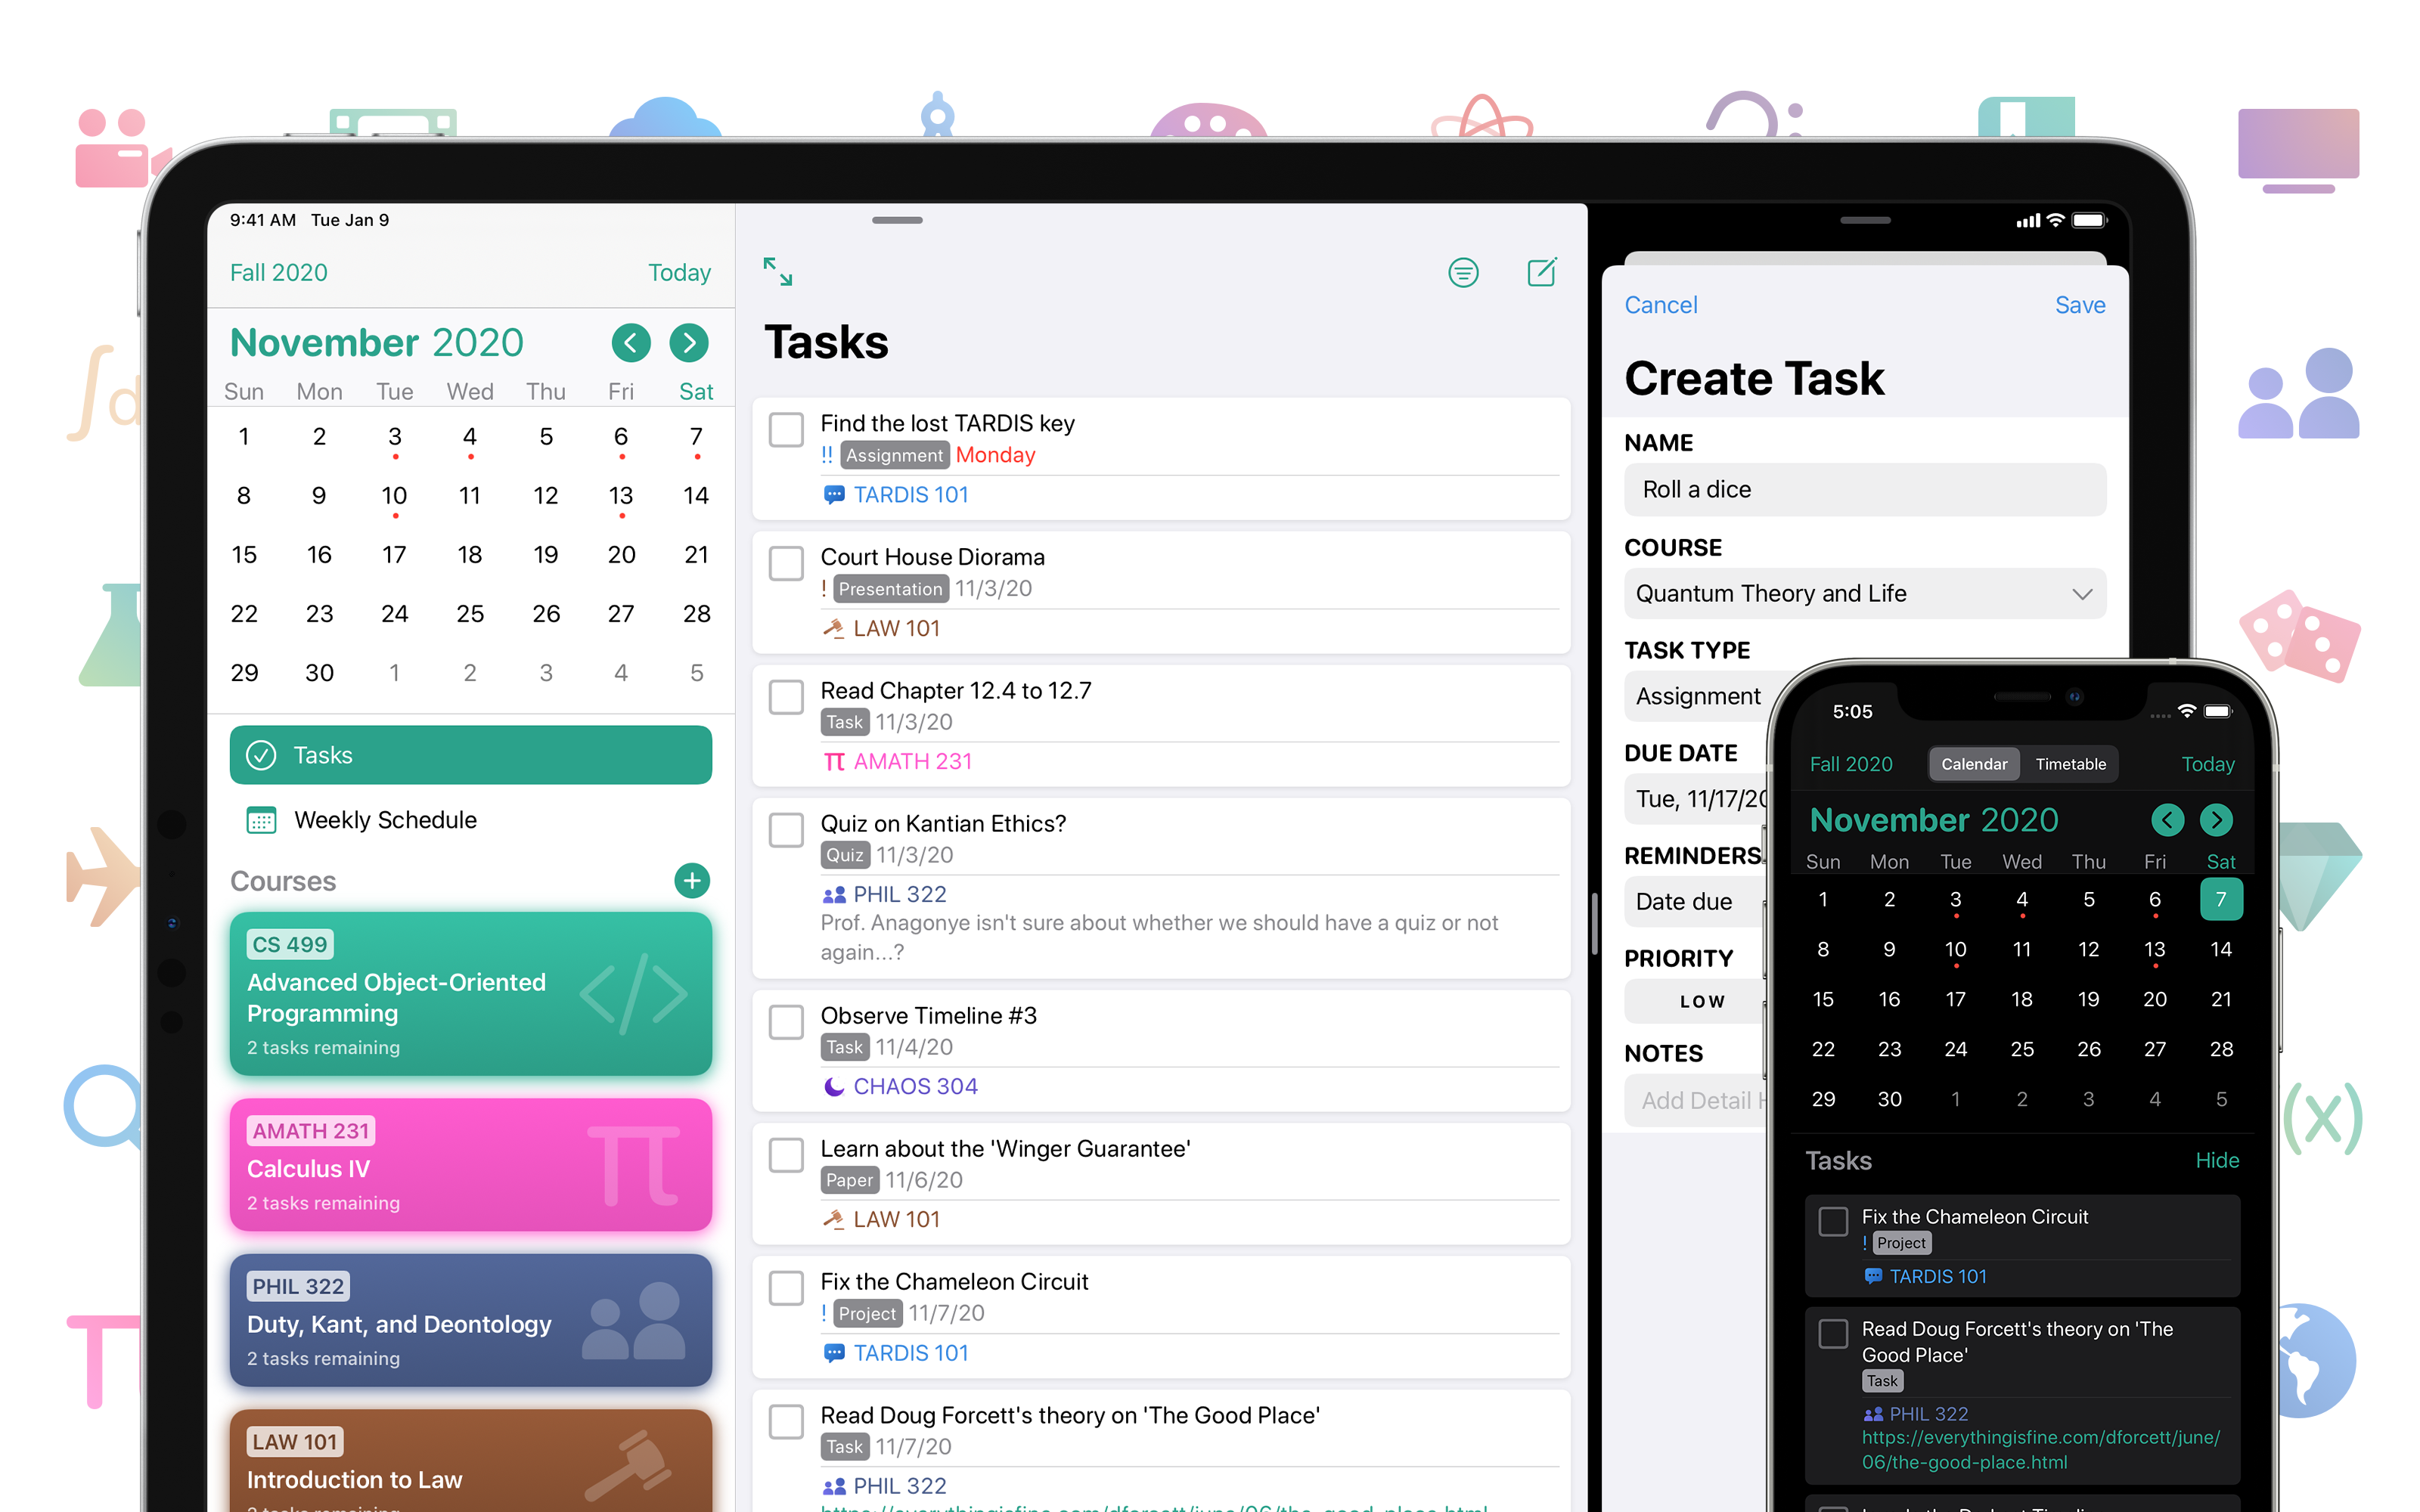 9:41 AM Tue Jan 9
Fall 2020 Today
November 2020
Sun Mon Tue Wed Thu Fri Sat
1 2 3 4 5 6 7
8 9 10 11 12 13 14
15 16 17 18 19 20 21
22 23 24 25 26 27 28
29 30 1 2 3 4 5
Tasks
Weekly Schedule
Courses
CS 499
Advanced Object-Oriented
Programming
2 tasks remaining
AMATH 231
Calculus IV
2 tasks remaining
π
PHIL 322
Duty, Kant, and Deontology
2 tasks remaining
LAW 101
Introduction to Law
Tasks
Find the lost TARDIS key
!! Assignment Monday
TARDIS 101
Court House Diorama
! Presentation 11/3/20
LAW 101
Read Chapter 12.4 to 12.7
Task 11/3/20
π AMATH 231
Quiz on Kantian Ethics?
Quiz 11/3/20
PHIL 322
Prof. Anagonye isn't sure about whether we should have a quiz or not
again...?
Observe Timeline #3
Task 11/4/20
CHAOS 304
Learn about the 'Winger Guarantee'
Paper 11/6/20
LAW 101
Fix the Chameleon Circuit
! Project 11/7/20
TARDIS 101
Read Doug Forcett's theory on 'The Good Place'
Task 11/7/20
PHIL 322
https://everythingisfine.com/dforcett/june/06/the-good-place.html
Cancel Save
Create Task
NAME
Roll a dice
COURSE
Quantum Theory and Life
TASK TYPE
Assignment
DUE DATE
Tue, 11/17/20
REMINDERS
Date due
PRIORITY
LOW
NOTES
Add Detail
5:05
Fall 2020 Calendar Timetable Today
November 2020
Sun Mon Tue Wed Thu Fri Sat
1 2 3 4 5 6 7
8 9 10 11 12 13 14
15 16 17 18 19 20 21
22 23 24 25 26 27 28
29 30 1 2 3 4 5
Tasks Hide
Fix the Chameleon Circuit
! Project
TARDIS 101
Read Doug Forcett's theory on 'The
Good Place'
Task
PHIL 322
https://everythingisfine.com/dforcett/june/
06/the-good-place.html
∫d
(x)